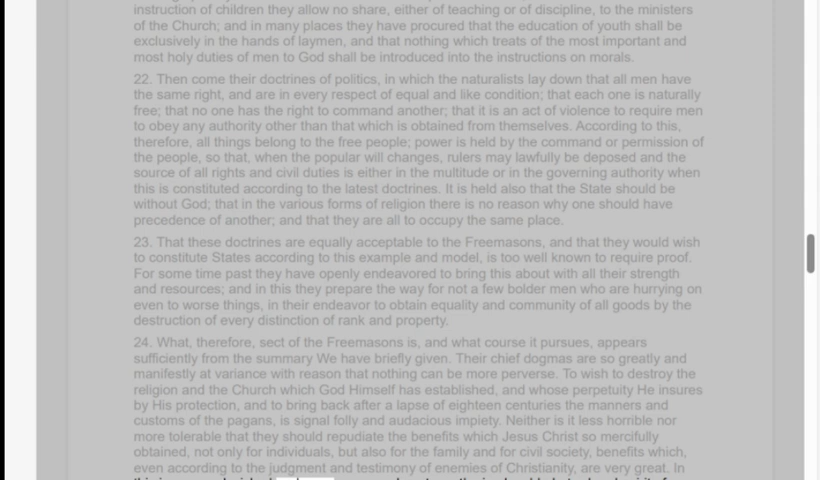 instruction of children they allow no share, either of teaching or of discipline, to the ministers
of the Church; and in many places they have procured that the education of youth shall be
exclusively in the hands of laymen, and that nothing which treats of the most important and
most holy duties of men to God shall be introduced into the instructions on morals.
22. Then come their doctrines of politics, in which the naturalists lay down that all men have
the same right, and are in every respect of equal and like condition; that each one is naturally
free; that no one has the right to command another; that it is an act of violence to require men
to obey any authority other than that which is obtained from themselves. According to this,
therefore, all things belong to the free people; power is held by the command or permission of
the people, so that, when the popular will changes, rulers may lawfully be deposed and the
source of all rights and civil duties is either in the multitude or in the governing authority when
this is constituted according to the latest doctrines. It is held also that the State should be
without God; that in the various forms of religion there is no reason why one should have
precedence of another; and that they are all to occupy the same place.
23. That these doctrines are equally acceptable to the Freemasons, and that they would wish
to constitute States according to this example and model, is too well known to require proof.
For some time past they have openly endeavored to bring this about with all their strength
and resources; and in this they prepare the way for not a few bolder men who are hurrying on
even to worse things, in their endeavor to obtain equality and community of all goods by the
destruction of every distinction of rank and property.
24. What, therefore, sect of the Freemasons is, and what course it pursues, appears
sufficiently from the summary We have briefly given. Their chief dogmas are so greatly and
manifestly at variance with reason that nothing can be more perverse. To wish to destroy the
religion and the Church which God Himself has established, and whose perpetuity He insures
by His protection, and to bring back after a lapse of eighteen centuries the manners and
customs of the pagans, is signal folly and audacious impiety. Neither is it less horrible nor
more tolerable that they should repudiate the benefits which Jesus Christ so mercifully
obtained, not only for individuals, but also for the family and for civil society, benefits which,
even according to the judgment and testimony of enemies of Christianity, are very great. In